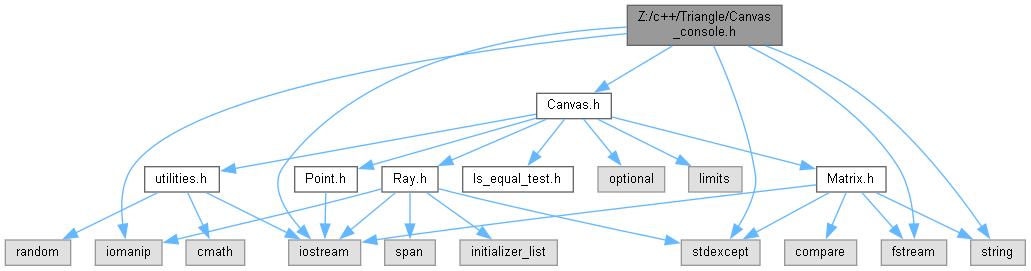 Z:/c++/Triangle/Canvas
_console.h
Canvas.h
utilities.h
Point.h
Ray.h
Is_equal_test.h
optional
limits
Matrix.h
random
iomanip
cmath
iostream
span
initializer_list
stdexcept
compare
fstream
string